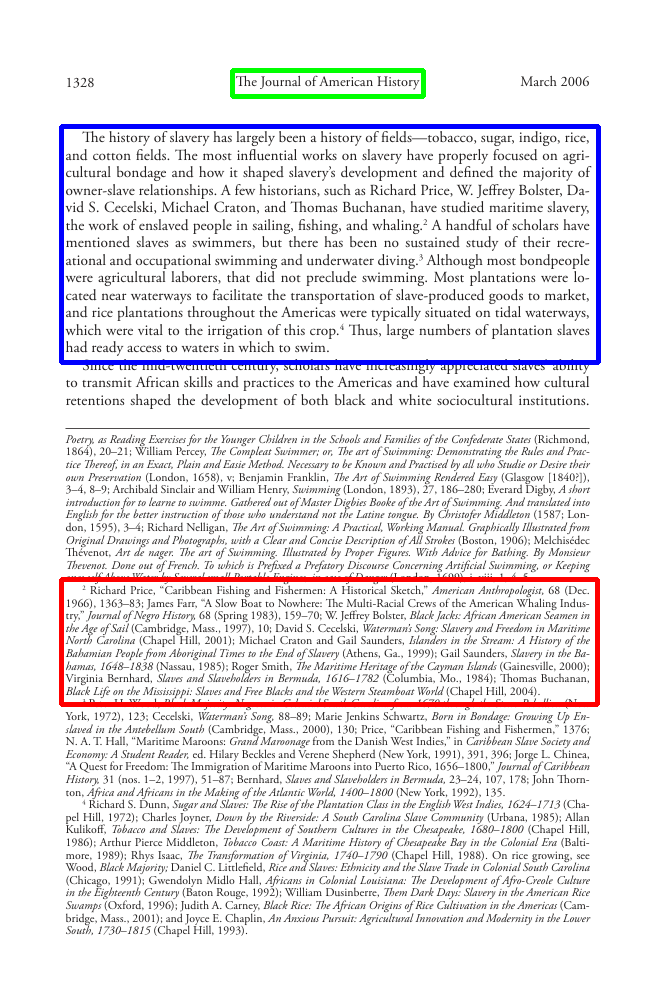 1328 The Journal of American History March 2006
The history of slavery has largely been a history of fields—tobacco, sugar, indigo, rice,
and cotton fields. The most influential works on slavery have properly focused on agri-
cultural bondage and how it shaped slavery's development and defined the majority of
owner-slave relationships. A few historians, such as Richard Price, W. Jeffrey Bolster, Da-
vid S. Cecelski, Michael Craton, and Thomas Buchanan, have studied maritime slavery,
the work of enslaved people in sailing, fishing, and whaling.² A handful of scholars have
mentioned slaves as swimmers, but there has been no sustained study of their recre-
ational and occupational swimming and underwater diving.³ Although most bondpeople
were agricultural laborers, that did not preclude swimming. Most plantations were lo-
cated near waterways to facilitate the transportation of slave-produced goods to market,
and rice plantations throughout the Americas were typically situated on tidal waterways,
which were vital to the irrigation of this crop.⁴ Thus, large numbers of plantation slaves
had ready access to waters in which to swim.
Since the mid-twentieth century, scholars have increasingly appreciated slaves' ability
to transmit African skills and practices to the Americas and have examined how cultural
retentions shaped the development of both black and white sociocultural institutions.
Poetry, as Reading Exercises for the Younger Children in the Schools and Families of the Confederate States (Richmond,
1864), 20–21; William Percey, The Compleat Swimmer; or, The art of Swimming: Demonstrating the Rules and Prac-
tice Thereof, in an Exact, Plain and Easie Method. Necessary to be Known and Practised by all who Studie or Desire their
own Preservation (London, 1658), v; Benjamin Franklin, The Art of Swimming Rendered Easy (Glasgow [1840?]),
3–4, 8–9; Archibald Sinclair and William Henry, Swimming (London, 1893), 27, 186–280; Everard Digby, A short
introduction for to learne to swimme. Gathered out of Master Digbies Booke of the Art of Swimming. And translated into
English for the better instruction of those who understand not the Latine tongue. By Christofer Middleton (1587; Lon-
don, 1595), 3–4; Richard Nelligan, The Art of Swimming: A Practical, Working Manual. Graphically Illustrated from
Original Drawings and Photographs, with a Clear and Concise Description of All Strokes (Boston, 1906); Melchisédec
Thévenot, Art de nager. The art of Swimming. Illustrated by Proper Figures. With Advice for Bathing. By Monsieur
Thevenot. Done out of French. To which is Prefixed a Prefatory Discourse Concerning Artificial Swimming, or Keeping
² Richard Price, "Caribbean Fishing and Fishermen: A Historical Sketch," American Anthropologist, 68 (Dec.
1966), 1363–83; James Farr, "A Slow Boat to Nowhere: The Multi-Racial Crews of the American Whaling Indus-
try," Journal of Negro History, 68 (Spring 1983), 159–70; W. Jeffrey Bolster, Black Jacks: African American Seamen in
the Age of Sail (Cambridge, Mass., 1997), 10; David S. Cecelski, Waterman's Song: Slavery and Freedom in Maritime
North Carolina (Chapel Hill, 2001); Michael Craton and Gail Saunders, Islanders in the Stream: A History of the
Bahamian People from Aboriginal Times to the End of Slavery (Athens, Ga., 1999); Gail Saunders, Slavery in the Ba-
hamas, 1648–1838 (Nassau, 1985); Roger Smith, The Maritime Heritage of the Cayman Islands (Gainesville, 2000);
Virginia Bernhard, Slaves and Slaveholders in Bermuda, 1616–1782 (Columbia, Mo., 1984); Thomas Buchanan,
Black Life on the Mississippi: Slaves and Free Blacks and the Western Steamboat World (Chapel Hill, 2004).
York, 1972), 123; Cecelski, Waterman's Song, 88–89; Marie Jenkins Schwartz, Born in Bondage: Growing Up En-
slaved in the Antebellum South (Cambridge, Mass., 2000), 130; Price, "Caribbean Fishing and Fishermen," 1376;
N. A. T. Hall, "Maritime Maroons: Grand Maroonage from the Danish West Indies," in Caribbean Slave Society and
Economy: A Student Reader, ed. Hilary Beckles and Verene Shepherd (New York, 1991), 391, 396; Jorge L. Chinea,
"A Quest for Freedom: The Immigration of Maritime Maroons into Puerto Rico, 1656–1800," Journal of Caribbean
History, 31 (nos. 1–2, 1997), 51–87; Bernhard, Slaves and Slaveholders in Bermuda, 23–24, 107, 178; John Thorn-
ton, Africa and Africans in the Making of the Atlantic World, 1400–1800 (New York, 1992), 135.
⁴ Richard S. Dunn, Sugar and Slaves: The Rise of the Plantation Class in the English West Indies, 1624–1713 (Cha-
pel Hill, 1972); Charles Joyner, Down by the Riverside: A South Carolina Slave Community (Urbana, 1985); Allan
Kulikoff, Tobacco and Slaves: The Development of Southern Cultures in the Chesapeake, 1680–1800 (Chapel Hill,
1986); Arthur Pierce Middleton, Tobacco Coast: A Maritime History of Chesapeake Bay in the Colonial Era (Balti-
more, 1989); Rhys Isaac, The Transformation of Virginia, 1740–1790 (Chapel Hill, 1988). On rice growing, see
Wood, Black Majority; Daniel C. Littlefield, Rice and Slaves: Ethnicity and the Slave Trade in Colonial South Carolina
(Chicago, 1991); Gwendolyn Midlo Hall, Africans in Colonial Louisiana: The Development of Afro-Creole Culture
in the Eighteenth Century (Baton Rouge, 1992); William Dusinberre, Them Dark Days: Slavery in the American Rice
Swamps (Oxford, 1996); Judith A. Carney, Black Rice: The African Origins of Rice Cultivation in the Americas (Cam-
bridge, Mass., 2001); and Joyce E. Chaplin, An Anxious Pursuit: Agricultural Innovation and Modernity in the Lower
South, 1730–1815 (Chapel Hill, 1993).